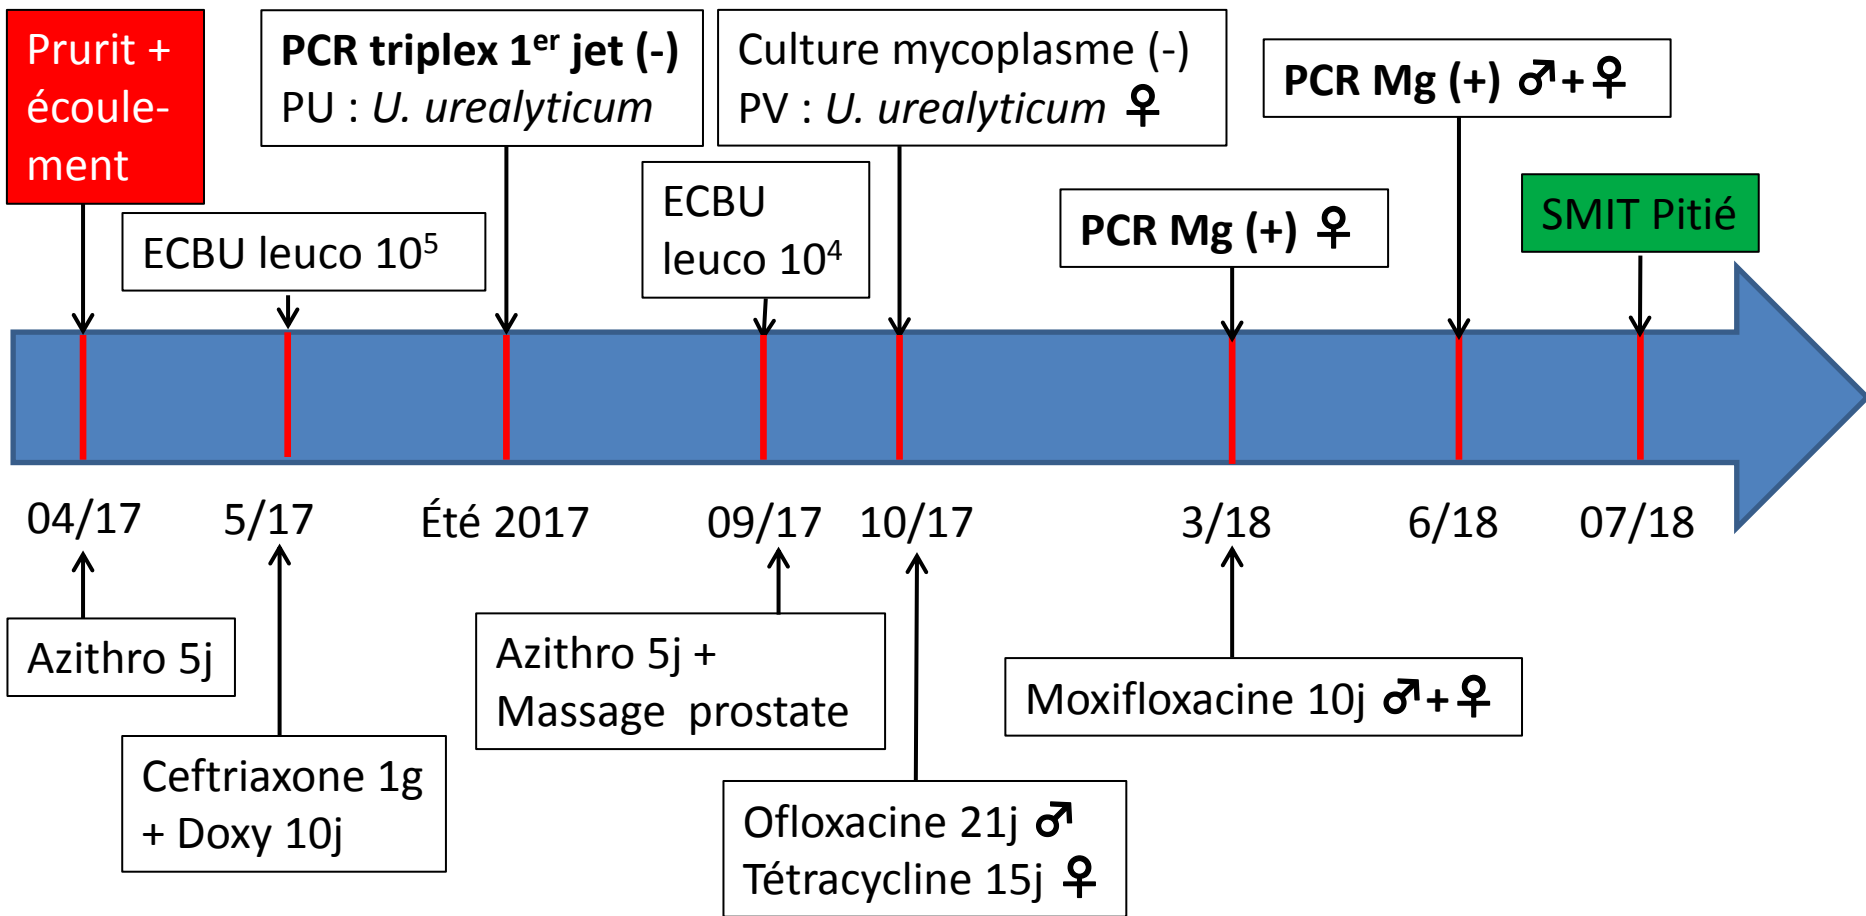 Prurit +
écoule-
ment
PCR triplex 1er jet (-)
PU : U. urealyticum
Culture mycoplasme (-)
PV : U. urealyticum ♀
PCR Mg (+) ♂+♀
ECBU leuco 10⁵
ECBU
leuco 10⁴
PCR Mg (+) ♀
SMIT Pitié
04/17
5/17
Été 2017
09/17
10/17
3/18
6/18
07/18
Azithro 5j
Ceftriaxone 1g
+ Doxy 10j
Azithro 5j +
Massage prostate
Ofloxacine 21j ♂
Tétracycline 15j ♀
Moxifloxacine 10j ♂+♀